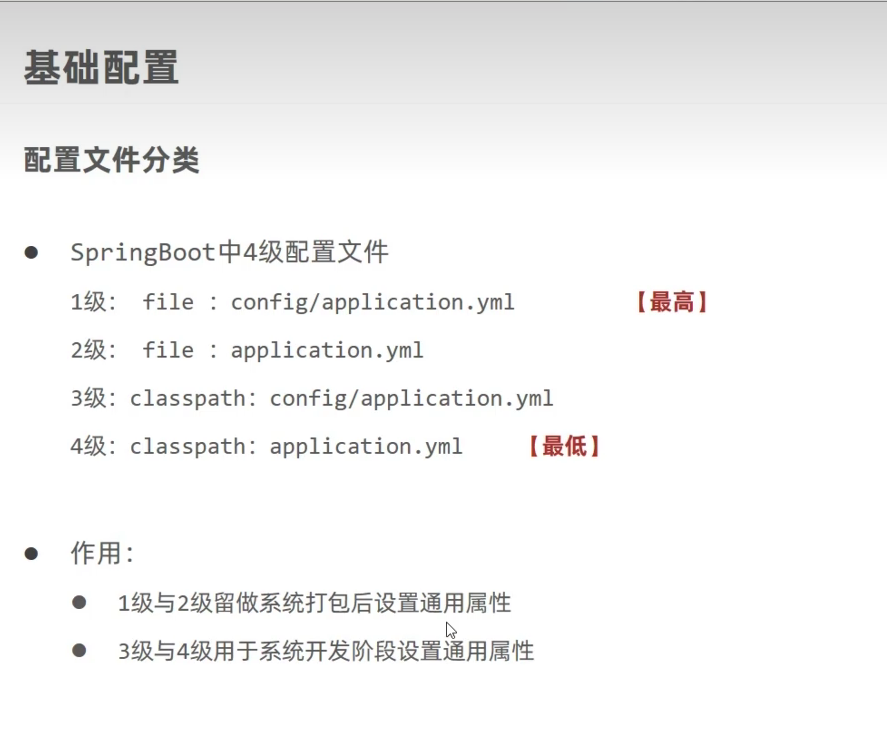 基础配置
配置文件分类
● SpringBoot中4级配置文件
1级： file ：config/application.yml 【最高】
2级： file ：application.yml
3级：classpath：config/application.yml
4级：classpath：application.yml 【最低】
● 作用：
● 1级与2级留做系统打包后设置通用属性
● 3级与4级用于系统开发阶段设置通用属性